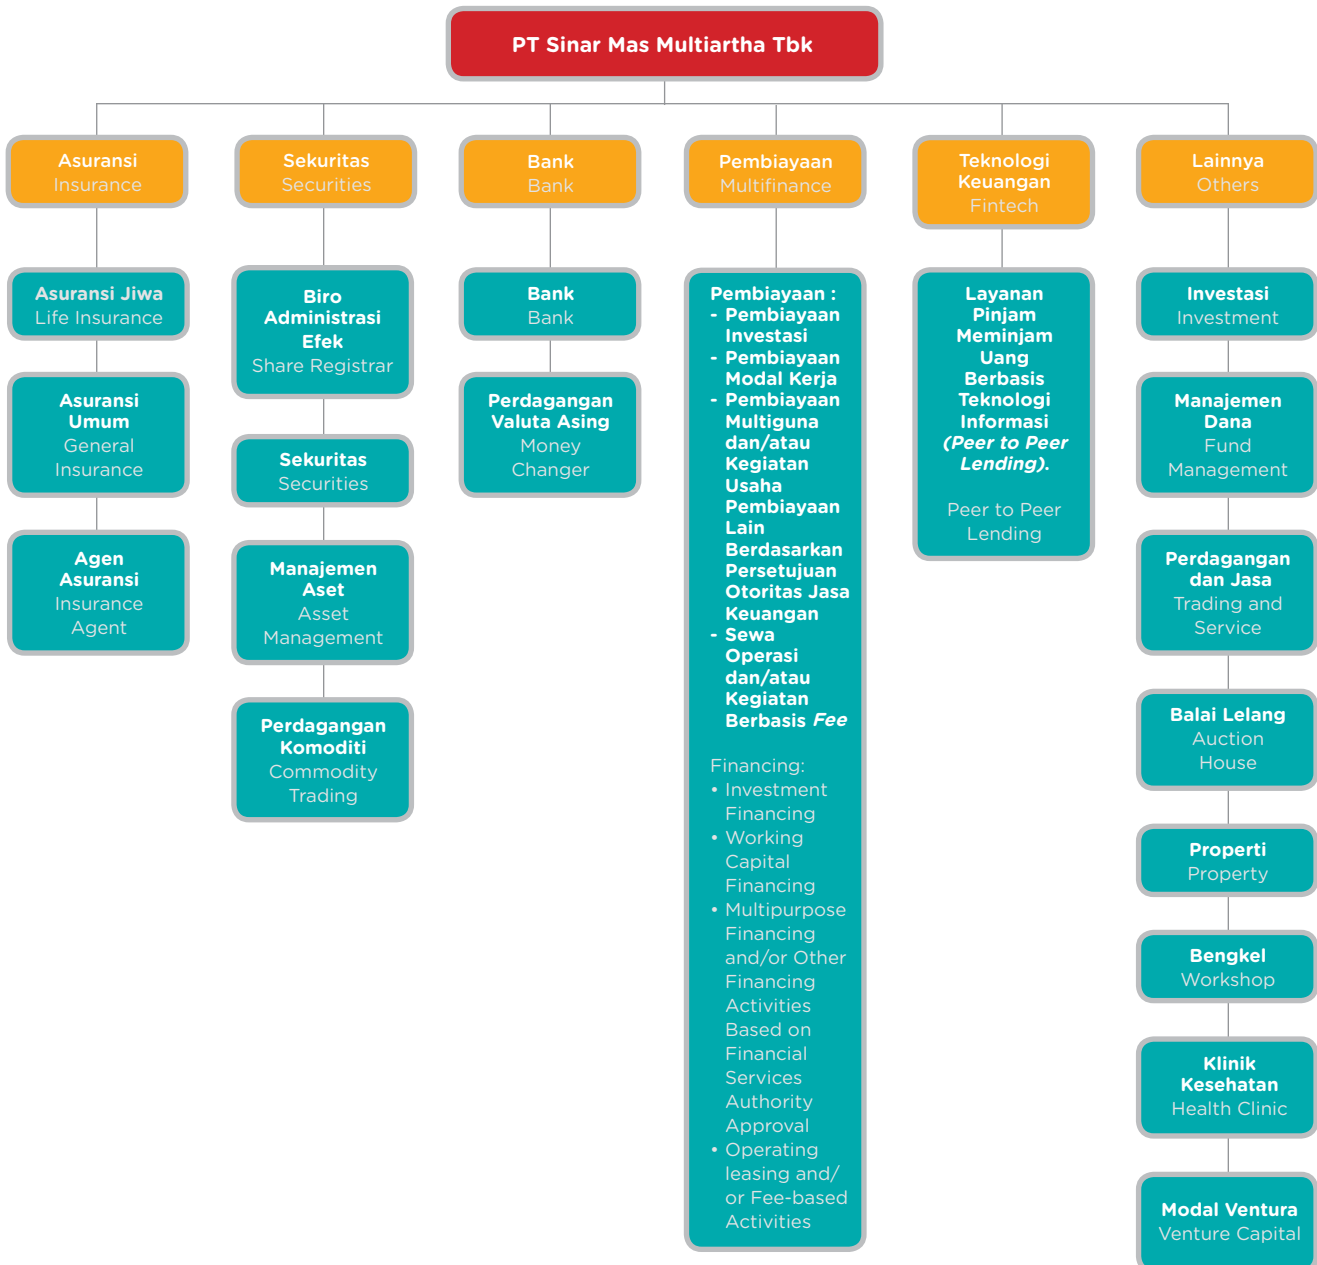 PT Sinar Mas Multiartha Tbk
Asuransi
Insurance
Asuransi Jiwa
Life Insurance
Asuransi
Umum
General
Insurance
Agen
Asuransi
Insurance
Agent
Sekuritas
Securities
Biro
Administrasi
Efek
Share Registrar
Sekuritas
Securities
Manajemen
Aset
Asset
Management
Perdagangan
Komoditi
Commodity
Trading
Bank
Bank
Bank
Bank
Perdagangan
Valuta Asing
Money
Changer
Pembiayaan
Multifinance
Pembiayaan :
- Pembiayaan
Investasi
- Pembiayaan
Modal Kerja
- Pembiayaan
Multiguna
dan/atau
Kegiatan
Usaha
Pembiayaan
Lain
Berdasarkan
Persetujuan
Otoritas Jasa
Keuangan
- Sewa
Operasi
dan/atau
Kegiatan
Berbasis Fee
Financing:
• Investment
Financing
• Working
Capital
Financing
• Multipurpose
Financing
and/or Other
Financing
Activities
Based on
Financial
Services
Authority
Approval
• Operating
leasing and/
or Fee-based
Activities
Teknologi
Keuangan
Fintech
Layanan
Pinjam
Meminjam
Uang
Berbasis
Teknologi
Informasi
(Peer to Peer
Lending).
Peer to Peer
Lending
Lainnya
Others
Investasi
Investment
Manajemen
Dana
Fund
Management
Perdagangan
dan Jasa
Trading and
Service
Balai Lelang
Auction
House
Properti
Property
Bengkel
Workshop
Klinik
Kesehatan
Health Clinic
Modal Ventura
Venture Capital